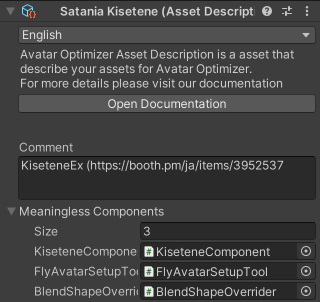 Satania Kisetene (Asset Descript
English
Avatar Optimizer Asset Description is a asset that
describe your assets for Avatar Optimizer.
For more details please visit our documentation
Open Documentation
Comment
KiseteneEx (https://booth.pm/ja/items/3952537
Meaningless Components
Size 3
KiseteneCompone KiseteneComponent
FlyAvatarSetupToo FlyAvatarSetupTool
BlendShapeOverrid BlendShapeOverrider